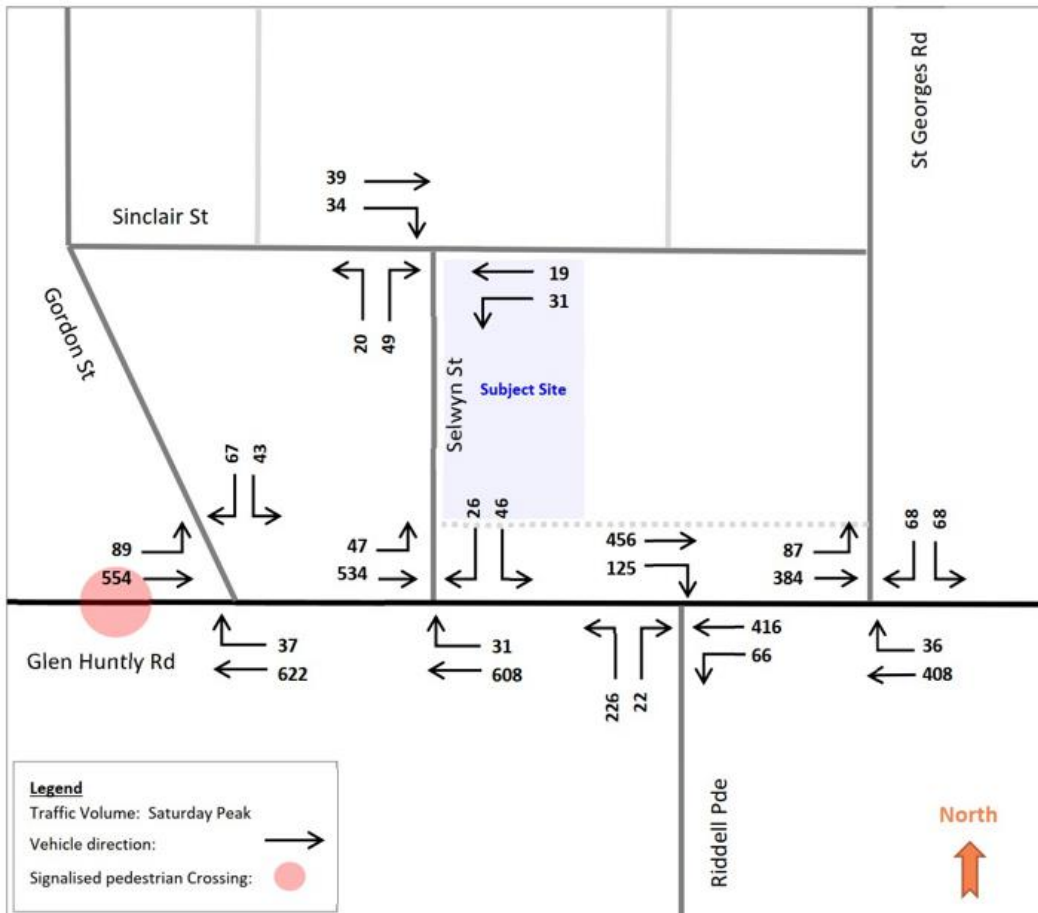 St Georges Rd
39
34
Sinclair St
19
31
20
49
Gordon St
Selwyn St
Subject Site
67
43
26
46
68
68
89
554
47
534
456
125
87
384
Glen Huntly Rd
37
622
31
608
416
66
36
408
226
22
Riddell Pde
Legend
Traffic Volume: Saturday Peak
Vehicle direction:
Signalised pedestrian Crossing:
North